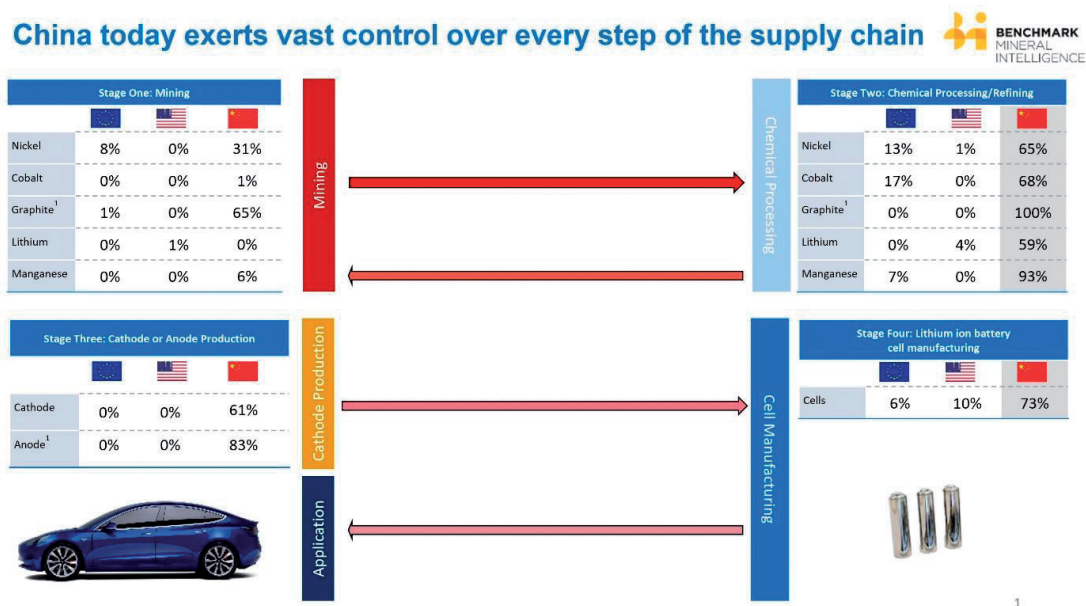 China today exerts vast control over every step of the supply chain
BENCHMARK
MINERAL
INTELLIGENCE
Stage One: Mining
Nickel 8% 0% 31%
Cobalt 0% 0% 1%
Graphite1 1% 0% 65%
Lithium 0% 1% 0%
Manganese 0% 0% 6%
Mining
Chemical Processing
Stage Two: Chemical Processing/Refining
Nickel 13% 1% 65%
Cobalt 17% 0% 68%
Graphite1 0% 0% 100%
Lithium 0% 4% 59%
Manganese 7% 0% 93%
Stage Three: Cathode or Anode Production
Cathode 0% 0% 61%
Anode1 0% 0% 83%
Cathode Production
Application
Cell Manufacturing
Stage Four: Lithium ion battery
cell manufacturing
Cells 6% 10% 73%
1